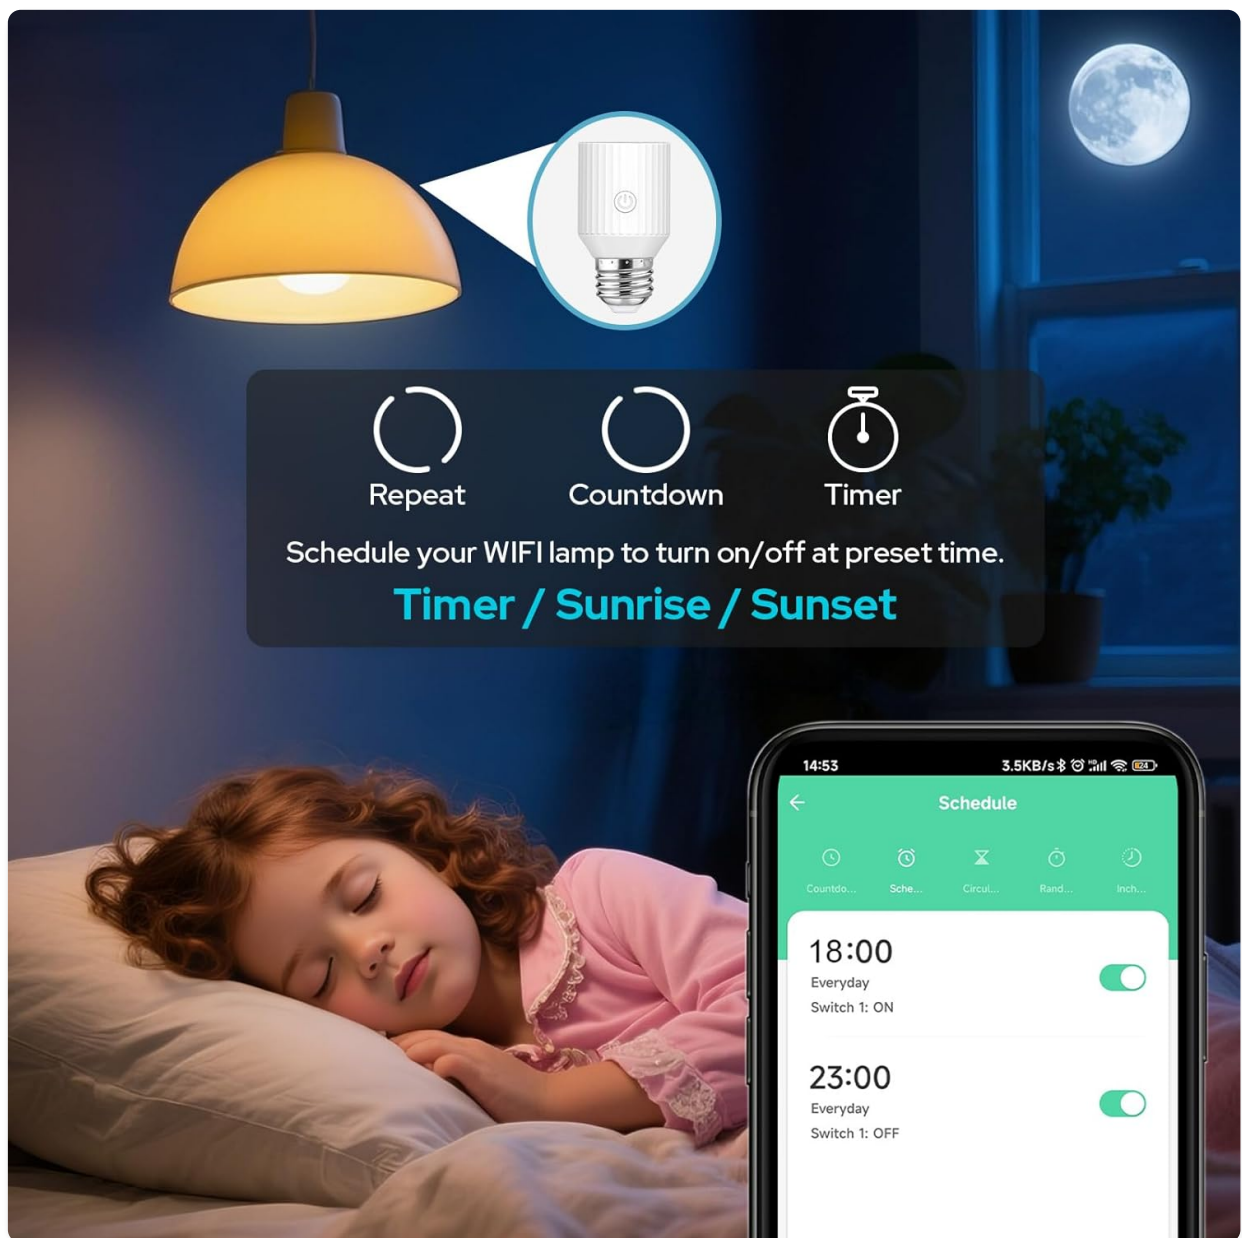 Repeat
Countdown
Timer
Schedule your WIFI lamp to turn on/off at preset time.
Timer / Sunrise / Sunset
14:53
3.5KB/s
HD
24
Schedule
Countdo...
Sche...
Circul...
Rand...
Inch...
18:00
Everyday
Switch 1: ON
23:00
Everyday
Switch 1: OFF